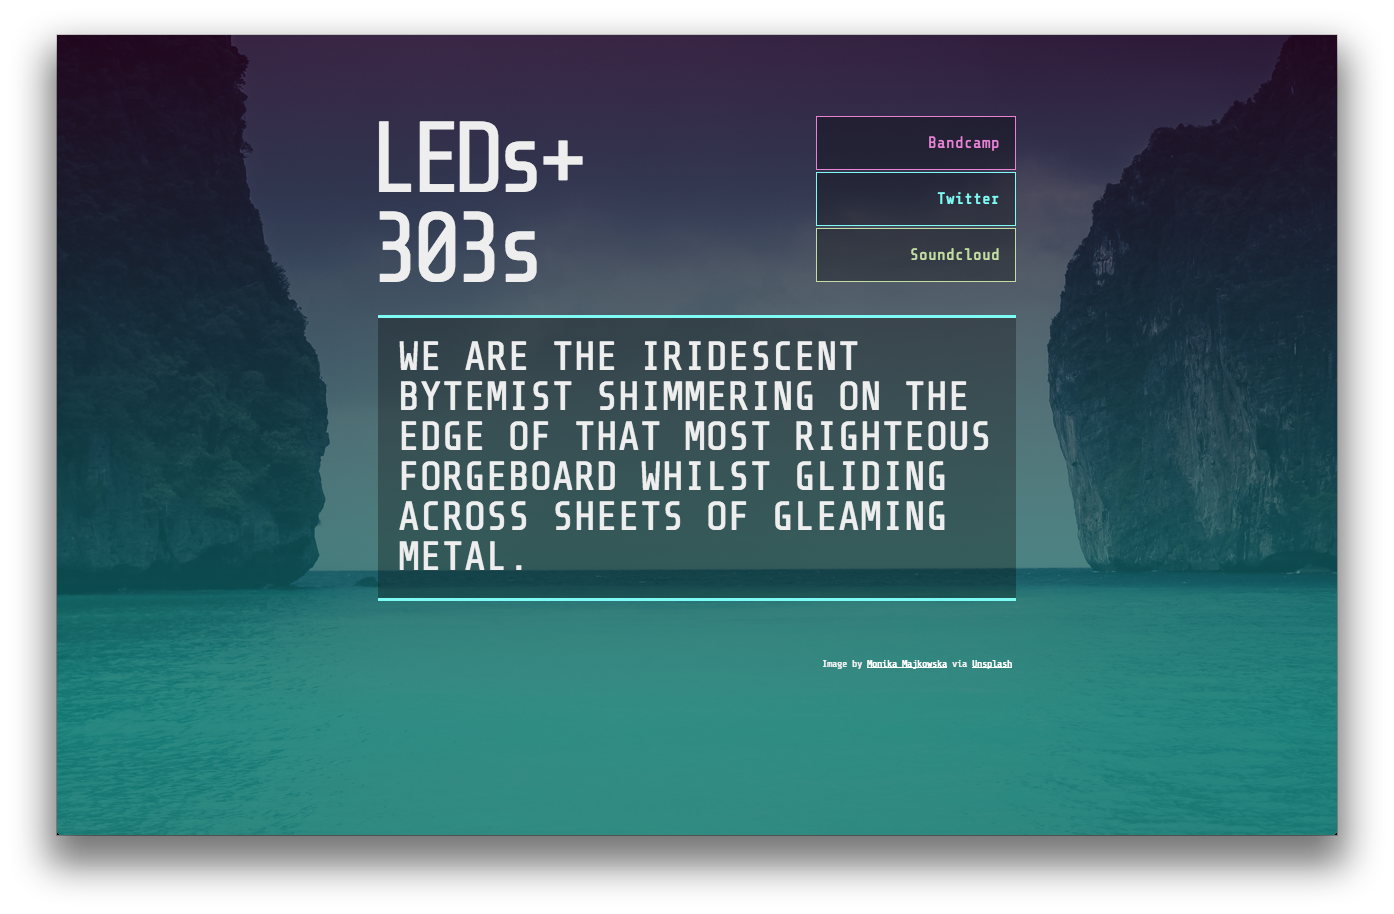 LEDs+
303s
Bandcamp
Twitter
Soundcloud
WE ARE THE IRIDESCENT
BYTEMIST SHIMMERING ON THE
EDGE OF THAT MOST RIGHTEOUS
FORGEBOARD WHILST GLIDING
ACROSS SHEETS OF GLEAMING
METAL.
Image by Monika Majkowska via Unsplash